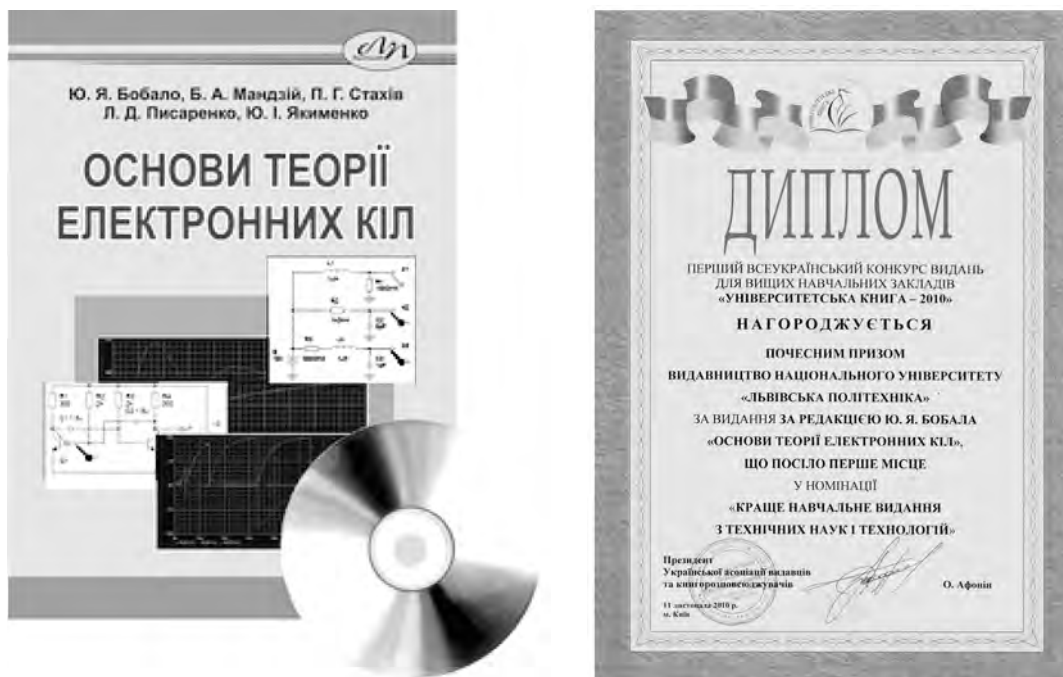 Ю. Я. Бобало, Б. А. Мандзій, П. Г. Стахів
Л. Д. Писаренко, Ю. І. Якименко
ОСНОВИ ТЕОРІЇ
ЕЛЕКТРОННИХ КІЛ
ДИПЛОМ
ПЕРШИЙ ВСЕУКРАЇНСЬКИЙ КОНКУРС ВИДАНЬ
ДЛЯ ВИЩИХ НАВЧАЛЬНИХ ЗАКЛАДІВ
«УНІВЕРСИТЕТСЬКА КНИГА – 2010»
НАГОРОДЖУЄТЬСЯ
ПОЧЕСНИМ ПРИЗОМ
ВИДАВНИЦТВО НАЦІОНАЛЬНОГО УНІВЕРСИТЕТУ
«ЛЬВІВСЬКА ПОЛІТЕХНІКА»
ЗА ВИДАННЯ ЗА РЕДАКЦІЄЮ Ю. Я. БОБАЛА
«ОСНОВИ ТЕОРІЇ ЕЛЕКТРОННИХ КІЛ»,
ЩО ПОСІЛО ПЕРШЕ МІСЦЕ
У НОМІНАЦІЇ
«КРАЩЕ НАВЧАЛЬНЕ ВИДАННЯ
З ТЕХНІЧНИХ НАУК І ТЕХНОЛОГІЙ»
Президент
Української асоціації видавців
та книгорозповсюджувачів
О. Афонін
11 листопада 2010 р.
м. Київ